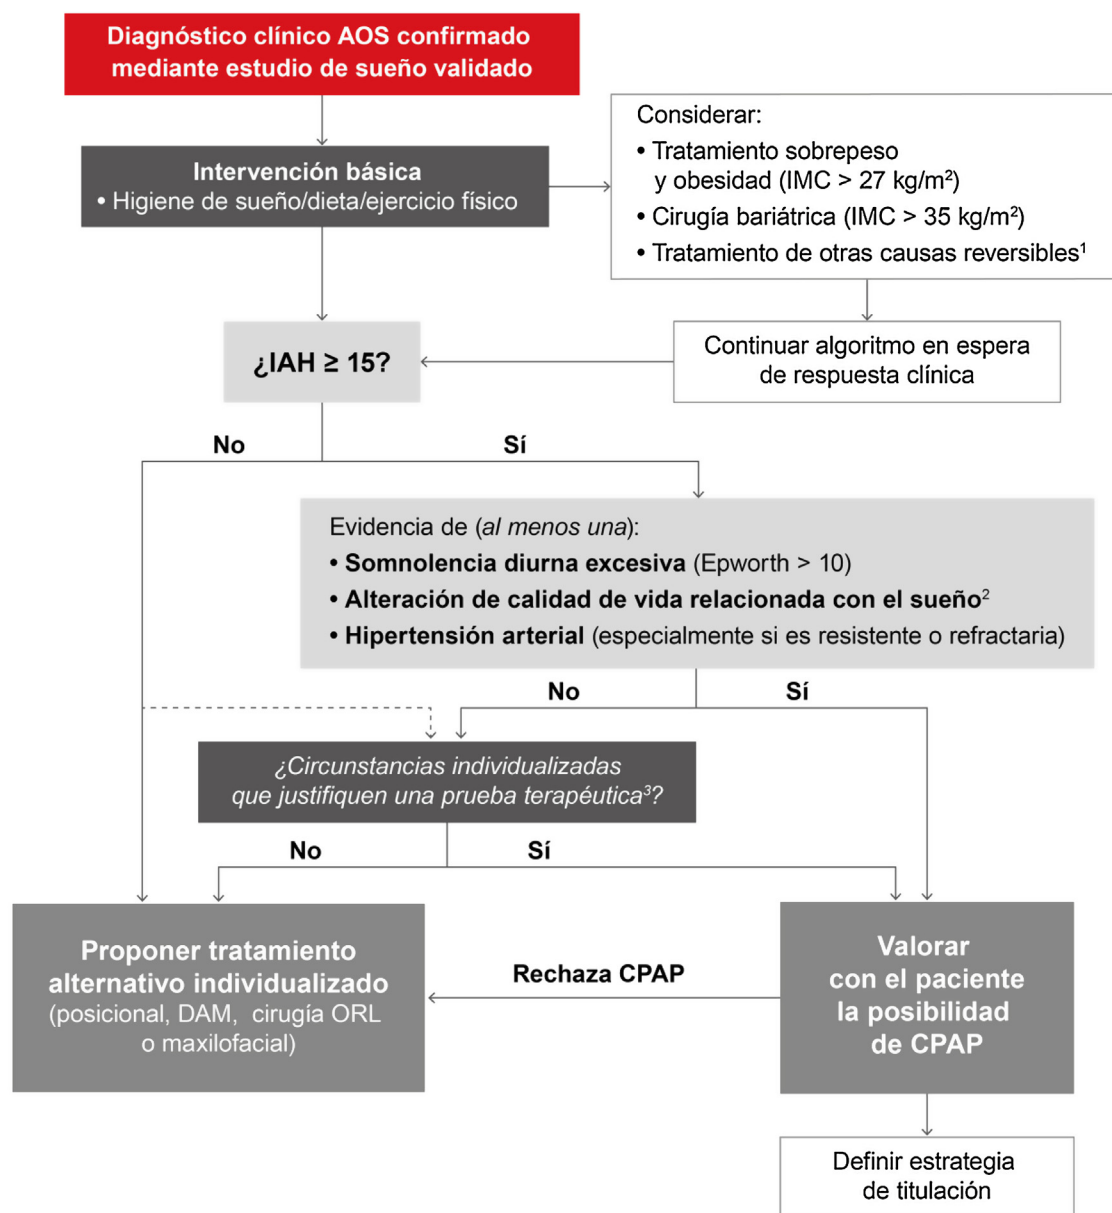 Diagnóstico clínico AOS confirmado
mediante estudio de sueño validado
Intervención básica
• Higiene de sueño/dieta/ejercicio físico
Considerar:
• Tratamiento sobrepeso
y obesidad (IMC > 27 kg/m²)
• Cirugía bariátrica (IMC > 35 kg/m²)
• Tratamiento de otras causas reversibles¹
Continuar algoritmo en espera
de respuesta clínica
¿IAH ≥ 15?
No
Sí
Evidencia de (al menos una):
• Somnolencia diurna excesiva (Epworth > 10)
• Alteración de calidad de vida relacionada con el sueño²
• Hipertensión arterial (especialmente si es resistente o refractaria)
No
Sí
¿Circunstancias individualizadas
que justifiquen una prueba terapéutica³?
No
Sí
Proponer tratamiento
alternativo individualizado
(posicional, DAM, cirugía ORL
o maxilofacial)
Rechaza CPAP
Valorar
con el paciente
la posibilidad
de CPAP
Definir estrategia
de titulación